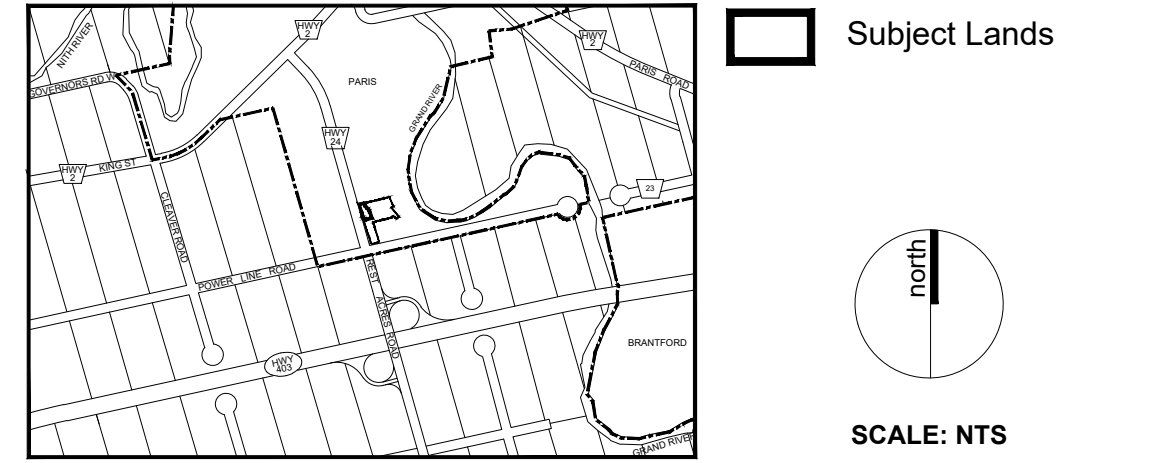 NITH RIVER
HWY
2
HWY
2
PARIS ROAD
GOVERNORS RD W
PARIS
GRAND RIVER
HWY
24
KING ST
HWY
2
23
CLEAVER ROAD
POWER LINE ROAD
REST ACRES ROAD
HWY
403
BRANTFORD
GRAND RIVER
Subject Lands
north
SCALE: NTS